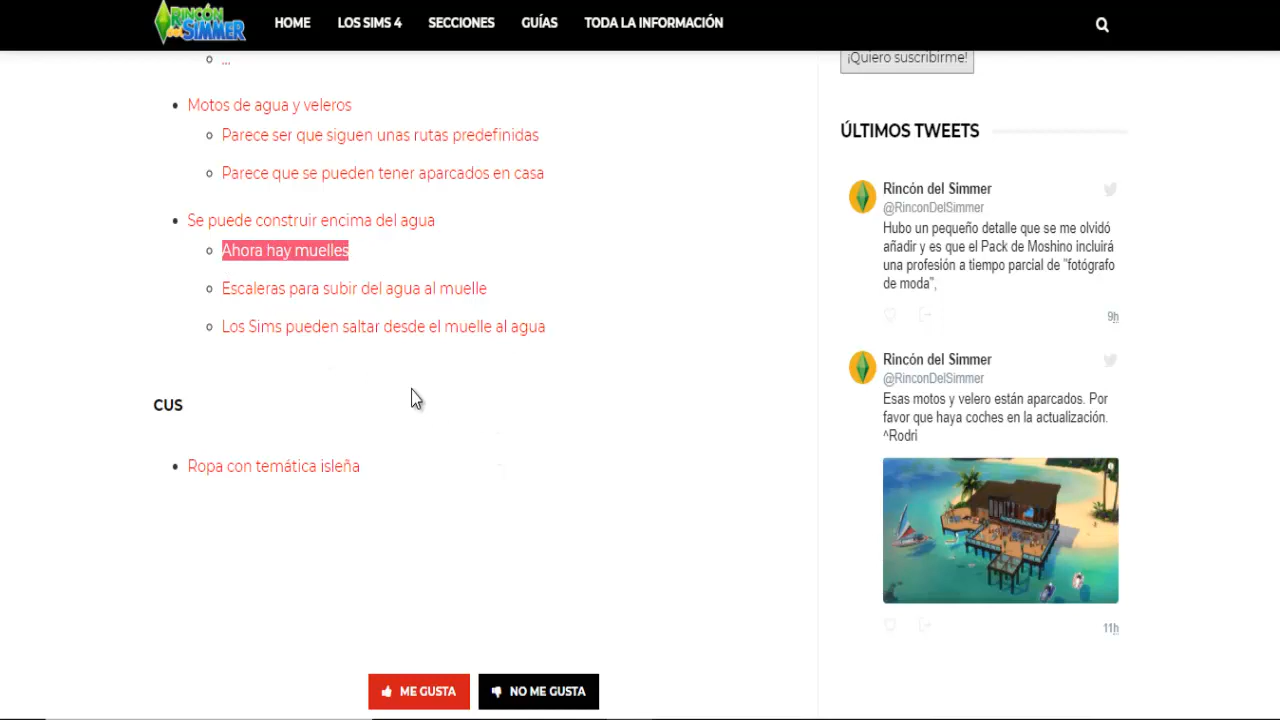 RINCÓN
del SIMMER
HOME
LOS SIMS 4
SECCIONES
GUÍAS
TODA LA INFORMACIÓN
...
Motos de agua y veleros
Parece ser que siguen unas rutas predefinidas
Parece que se pueden tener aparcados en casa
Se puede construir encima del agua
Ahora hay muelles
Escaleras para subir del agua al muelle
Los Sims pueden saltar desde el muelle al agua
CUS
Ropa con temática isleña
ME GUSTA
NO ME GUSTA
¡Quiero suscribirme!
ÚLTIMOS TWEETS
Rincón del Simmer
@RinconDelSimmer
Hubo un pequeño detalle que se me olvidó
añadir y es que el Pack de Moshino incluirá
una profesión a tiempo parcial de "fotógrafo
de moda",
9h
Rincón del Simmer
@RinconDelSimmer
Esas motos y velero están aparcados. Por
favor que haya coches en la actualización.
^Rodri
11h